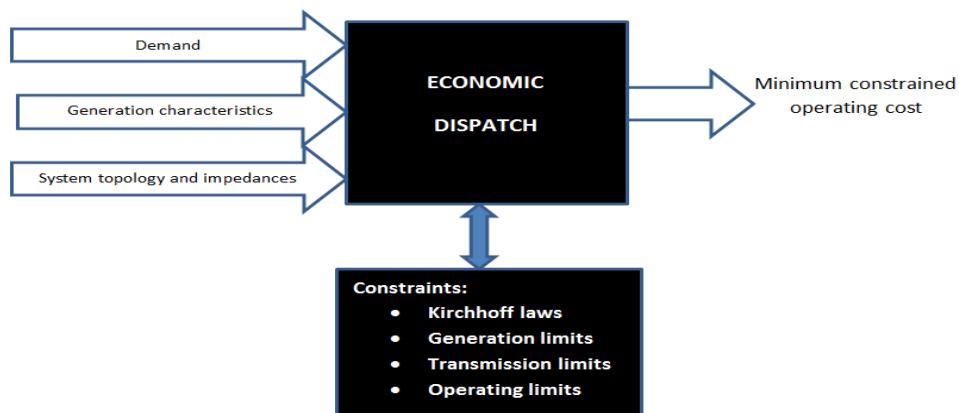 Demand
Generation characteristics
System topology and impedances
ECONOMIC
DISPATCH
Minimum constrained
operating cost
Constraints:
• Kirchhoff laws
• Generation limits
• Transmission limits
• Operating limits